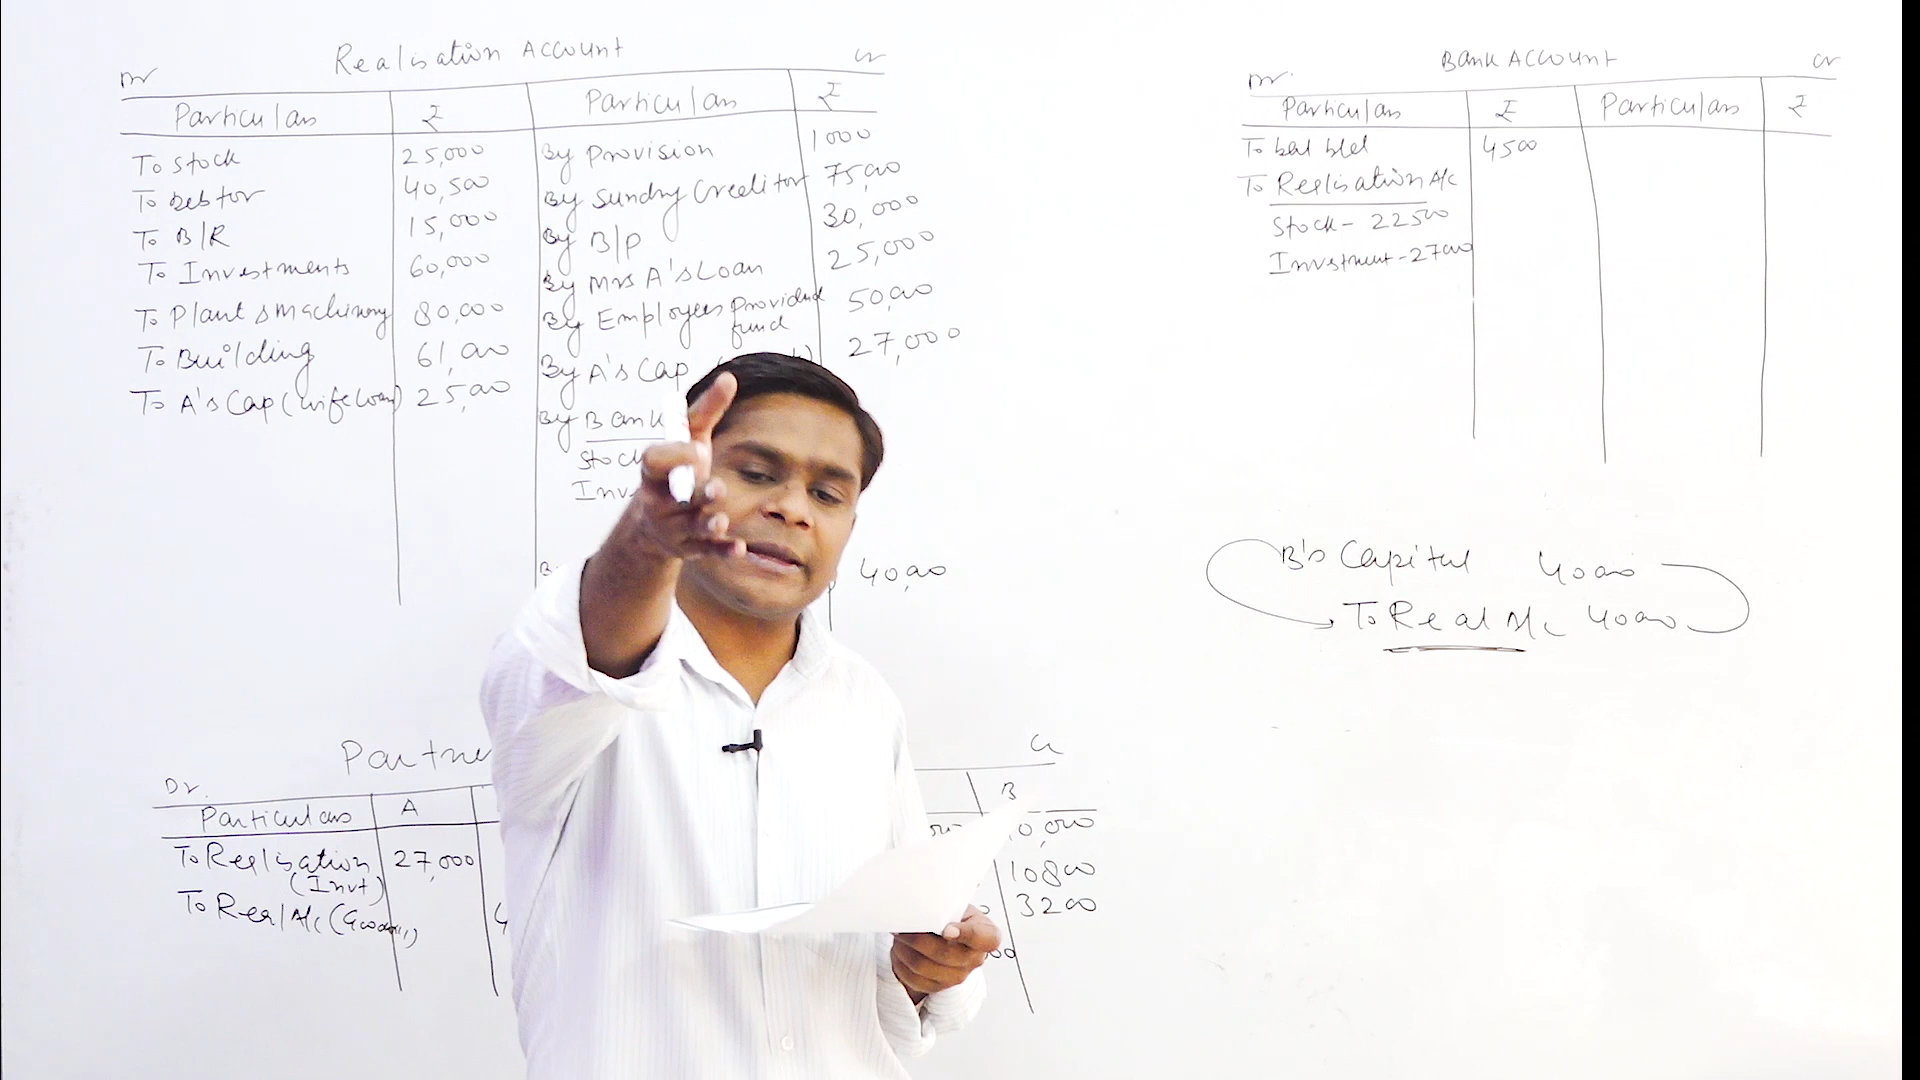 Realisation Account
Dr Cr
Particulars ₹ Particulars ₹
To Stock 25,000 By Provision 1000
To Debtor 40,500 By Sundry Creditor 75,000
To B/R 15,000 By B/P 30,000
To Investments 60,000 By Mrs A's Loan 25,000
To Plant & machinery 80,000 By Employees Provident fund 50,000
To Building 61,000 By A's Cap 27,000
To A's Cap (wife Loan) 25,000 By Bank
Stock
Inv
40,000
Bank Account
Dr. Cr
Particulars ₹ Particulars ₹
To bal b/d 4500
To Realisation A/c
Stock - 22500
Investment - 27000
B's Capital 40000
To Real A/c 40000
Partne
Dr. Cr
Particulars A B
To Realisation 27,000
(Invt) 10800
To Real A/c 3200